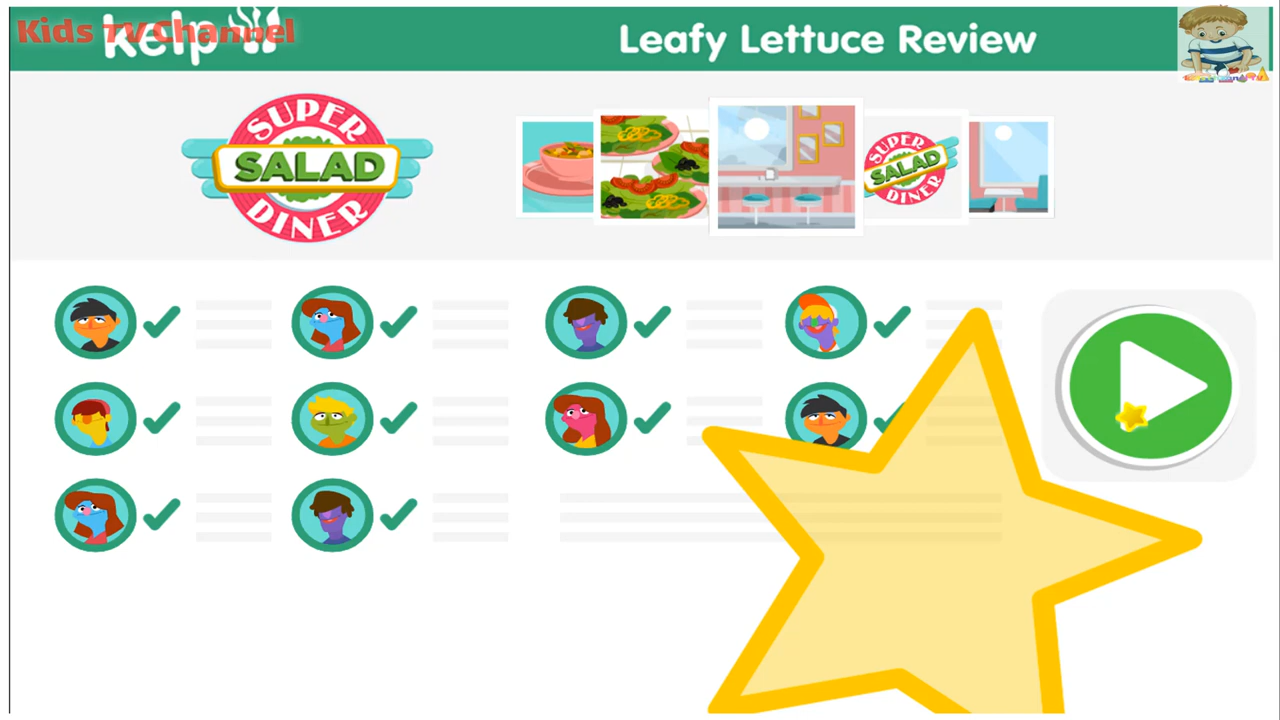 Kids TV Channel
kelp
Leafy Lettuce Review
SUPER
SALAD
DINER
SUPER
SALAD
DINER